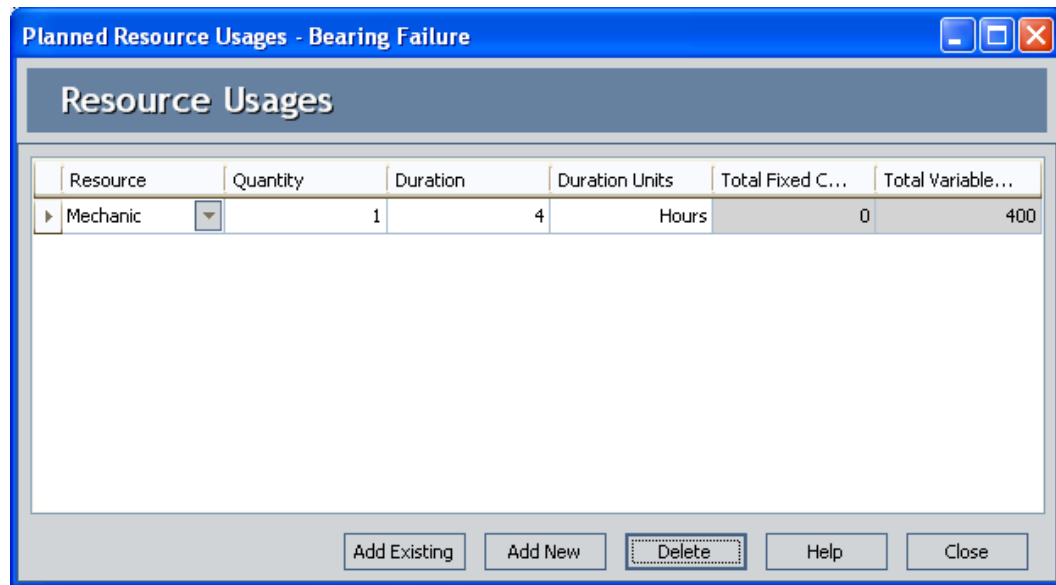 Planned Resource Usages - Bearing Failure
Resource Usages
Resource Quantity Duration Duration Units Total Fixed C... Total Variable...
Mechanic 1 4 Hours 0 400
Add Existing Add New Delete Help Close